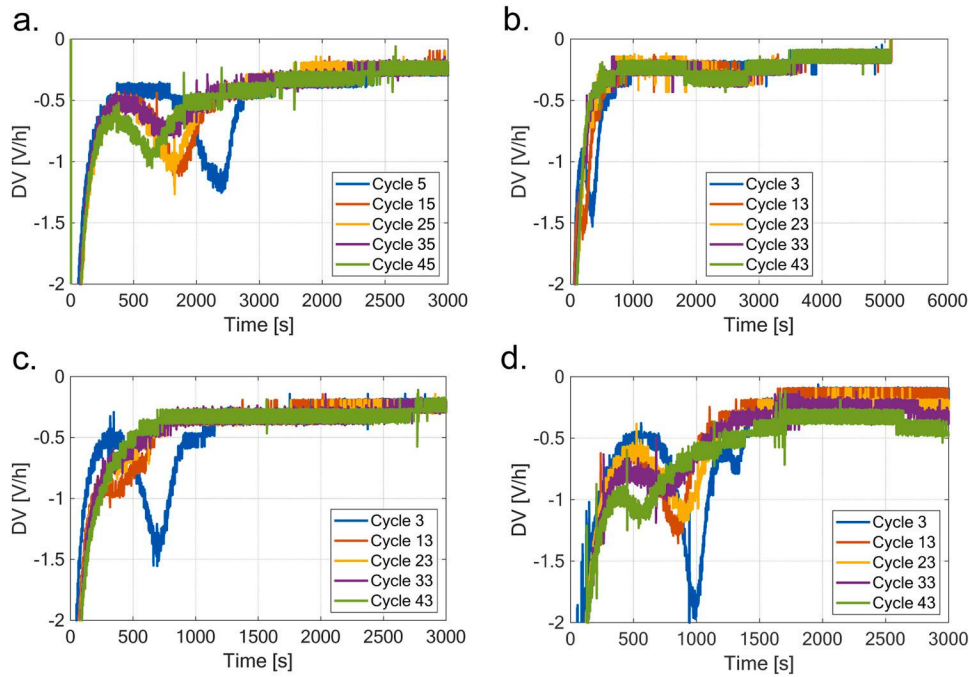 a.
0
-0.5
-1
-1.5
-2
DV [V/h]
Cycle 5
Cycle 15
Cycle 25
Cycle 35
Cycle 45
0 500 1000 2000 3000 2000 2500 3000
Time [s]
b.
0
-0.5
-1
-1.5
-2
DV [V/h]
Cycle 3
Cycle 13
Cycle 23
Cycle 33
Cycle 43
0 1000 2000 3000 4000 5000 6000
Time [s]
c.
0
-0.5
-1
-1.5
-2
DV [V/h]
Cycle 3
Cycle 13
Cycle 23
Cycle 33
Cycle 43
0 500 1000 1500 2000 2500 3000
Time [s]
d.
0
-0.5
-1
-1.5
-2
DV [V/h]
Cycle 3
Cycle 13
Cycle 23
Cycle 33
Cycle 43
0 500 1000 1500 2000 2500 3000
Time [s]